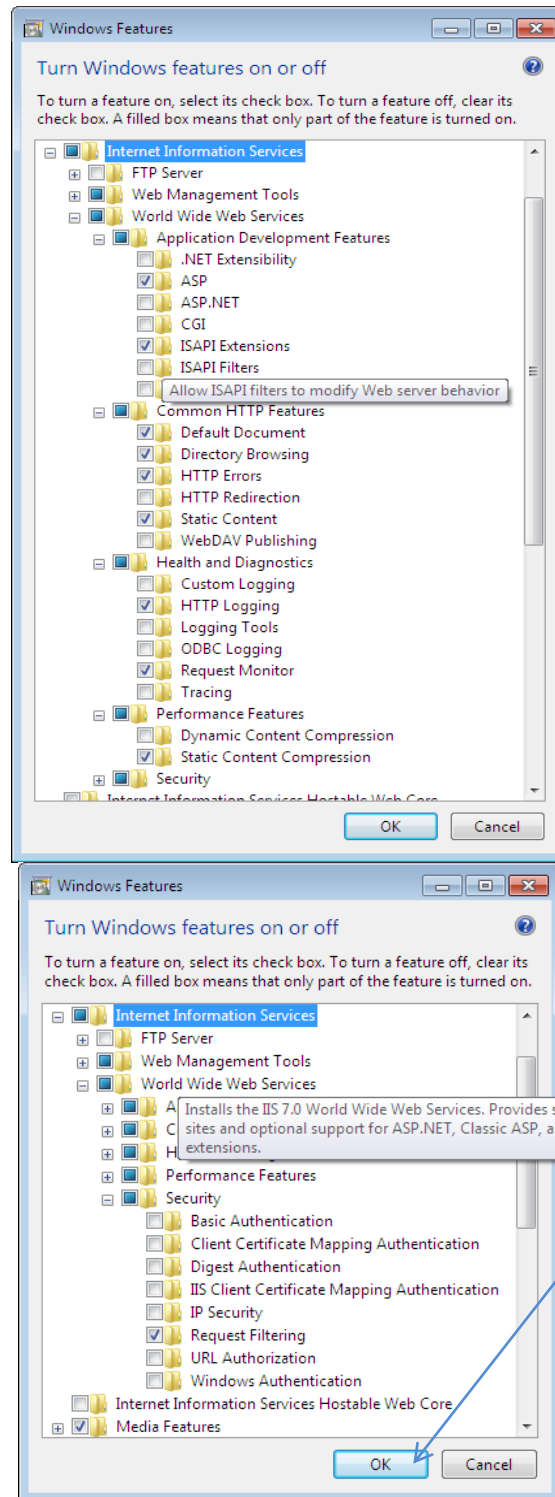 Windows Features
Turn Windows features on or off
To turn a feature on, select its check box. To turn a feature off, clear its
check box. A filled box means that only part of the feature is turned on.
Internet Information Services
FTP Server
Web Management Tools
World Wide Web Services
Application Development Features
.NET Extensibility
ASP
ASP.NET
CGI
ISAPI Extensions
ISAPI Filters
Allow ISAPI filters to modify Web server behavior
Common HTTP Features
Default Document
Directory Browsing
HTTP Errors
HTTP Redirection
Static Content
WebDAV Publishing
Health and Diagnostics
Custom Logging
HTTP Logging
Logging Tools
ODBC Logging
Request Monitor
Tracing
Performance Features
Dynamic Content Compression
Static Content Compression
Security
Internet Information Services Hostable Web Core
OK Cancel
Windows Features
Turn Windows features on or off
To turn a feature on, select its check box. To turn a feature off, clear its
check box. A filled box means that only part of the feature is turned on.
Internet Information Services
FTP Server
Web Management Tools
World Wide Web Services
A Installs the IIS 7.0 World Wide Web Services. Provides s
C sites and optional support for ASP.NET, Classic ASP, a
H extensions.
Performance Features
Security
Basic Authentication
Client Certificate Mapping Authentication
Digest Authentication
IIS Client Certificate Mapping Authentication
IP Security
Request Filtering
URL Authorization
Windows Authentication
Internet Information Services Hostable Web Core
Media Features
OK Cancel